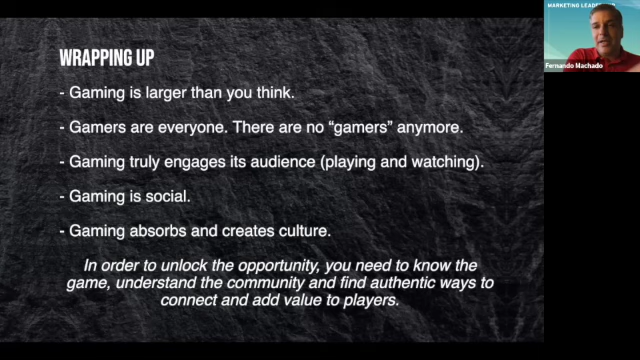 MARKETING LEADE
Fernando Machado
WRAPPING UP
- Gaming is larger than you think.
- Gamers are everyone. There are no “gamers” anymore.
- Gaming truly engages its audience (playing and watching).
- Gaming is social.
- Gaming absorbs and creates culture.
In order to unlock the opportunity, you need to know the
game, understand the community and find authentic ways to
connect and add value to players.